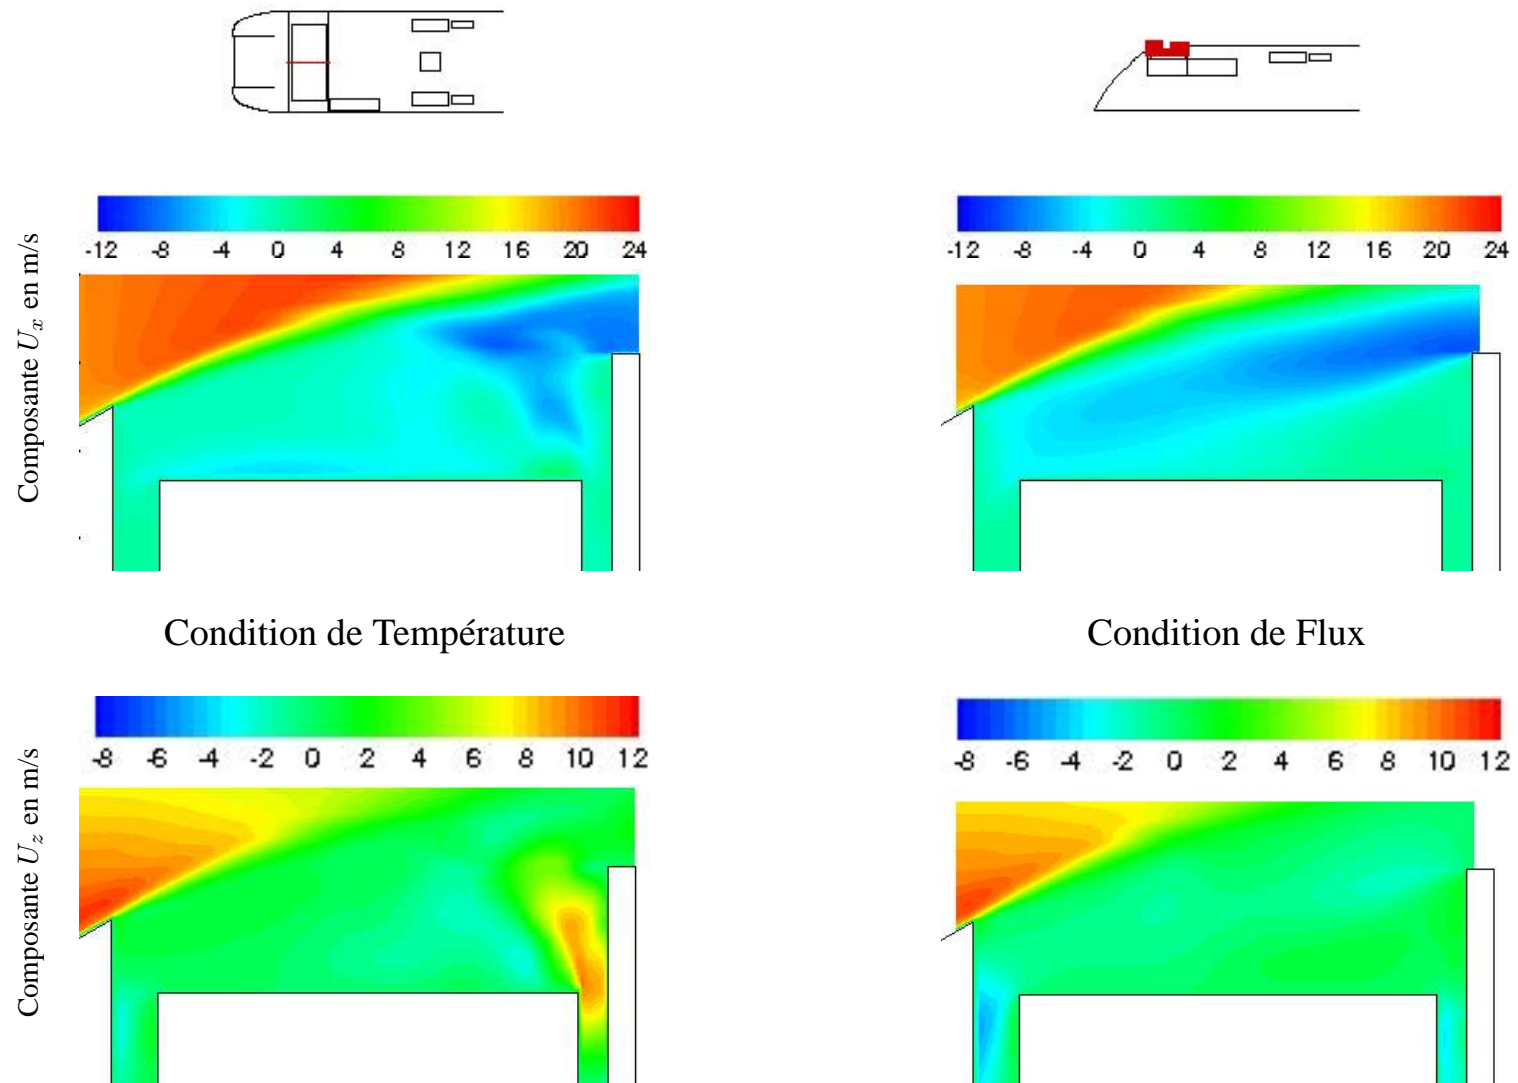 -12 -8 -4 0 4 8 12 16 20 24
-12 -8 -4 0 4 8 12 16 20 24
Composante Uₓ en m/s
Condition de Température
Condition de Flux
-8 -6 -4 -2 0 2 4 6 8 10 12
-8 -6 -4 -2 0 2 4 6 8 10 12
Composante U_z en m/s